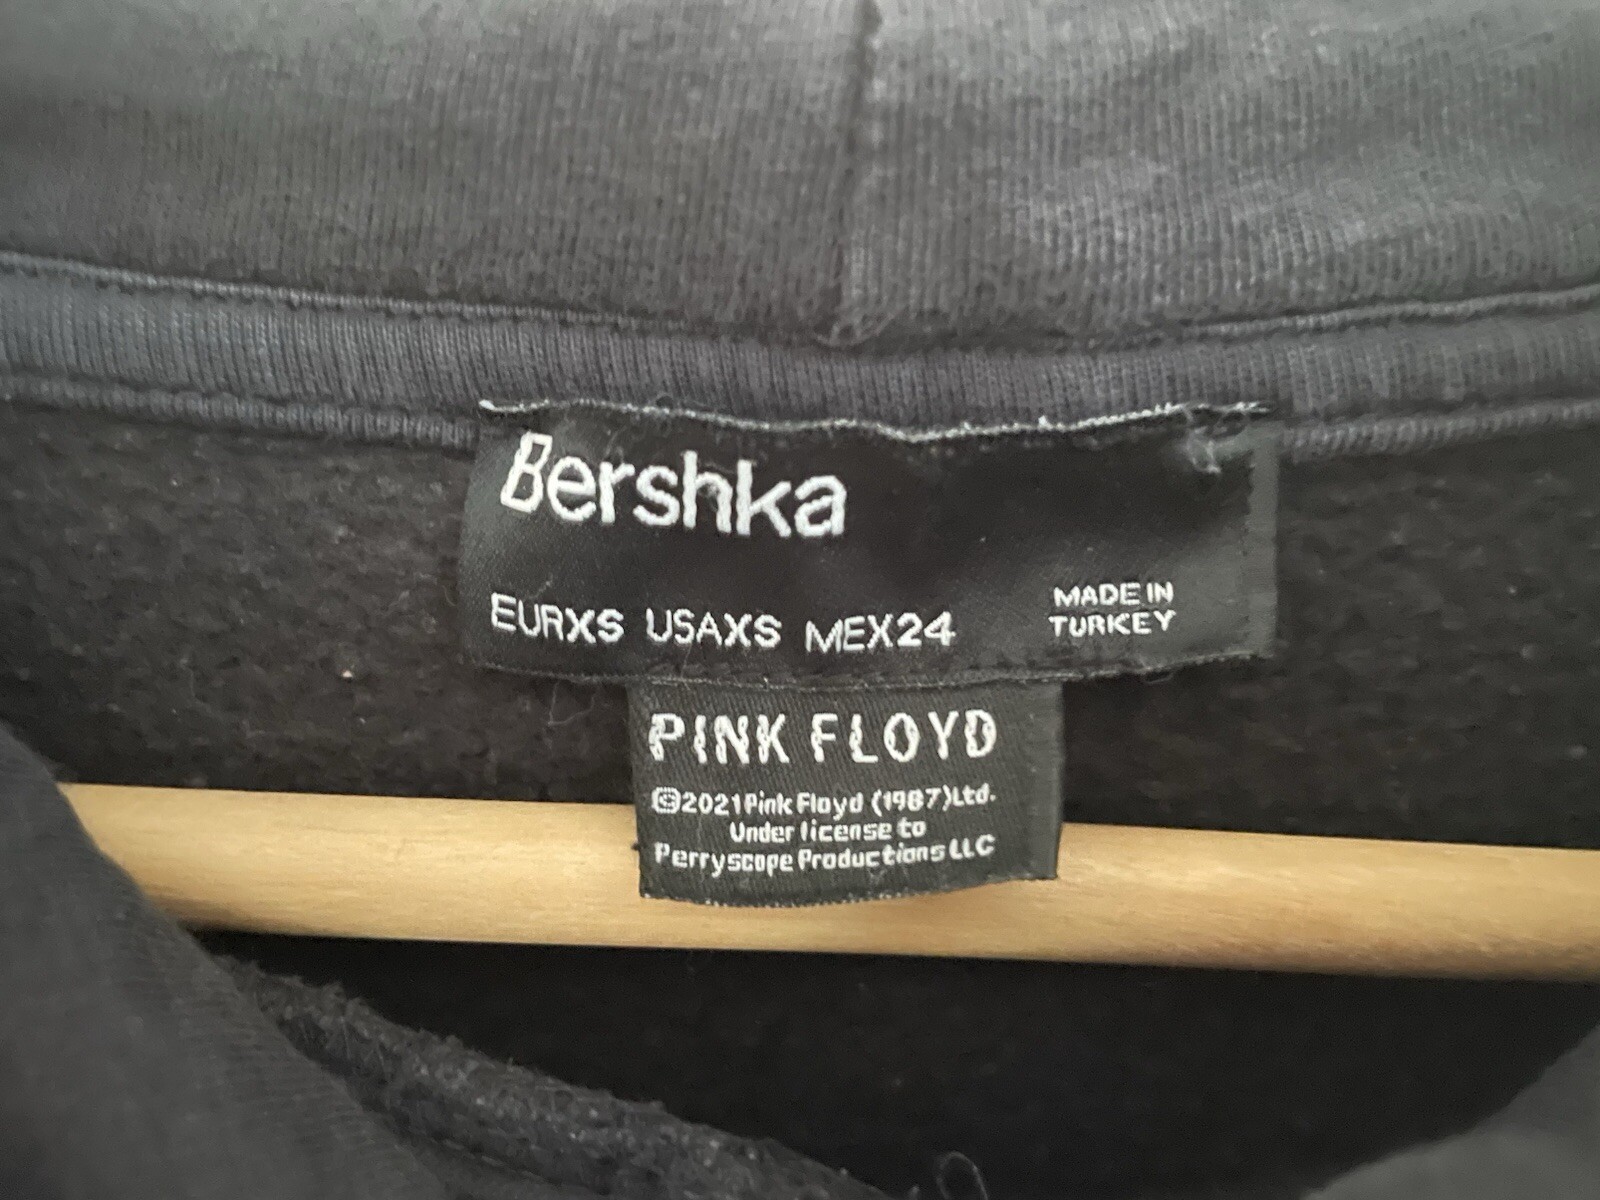 Bershka
EURXS USAXS MEX24
MADE IN
TURKEY
PINK FLOYD
©2021Pink Floyd (1987)Ltd.
Under license to
Perryscope Productions LLC